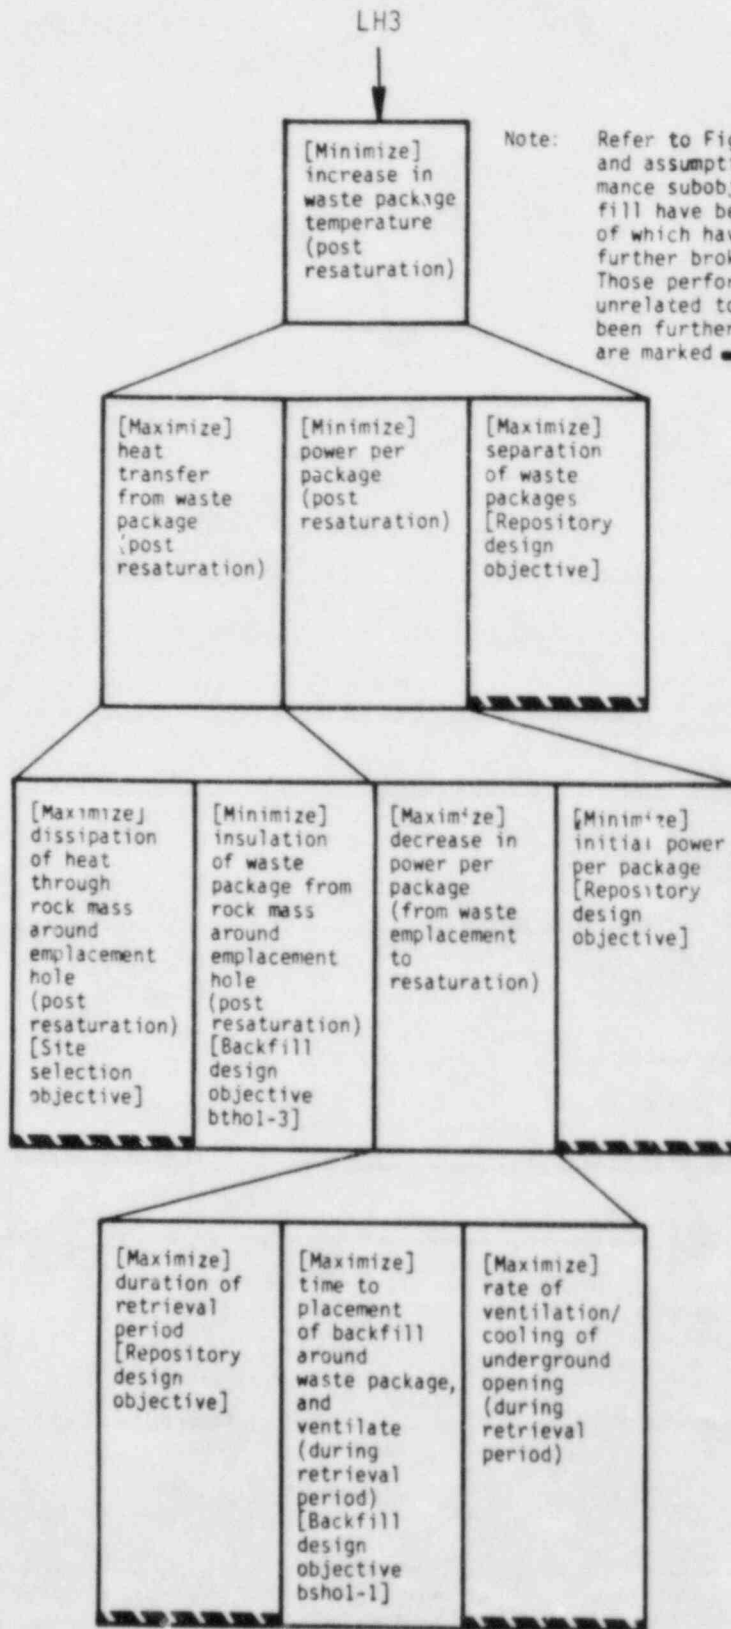 LH3
[Minimize]
increase in
waste package
temperature
(post
resaturation)
Note: Refer to Fig
and assumpti
mance subobj
fill have be
of which hav
further brok
Those perfor
unrelated to
been further
are marked
[Maximize]
heat
transfer
from waste
package
(post
resaturation)
[Minimize]
power per
package
(post
resaturation)
[Maximize]
separation
of waste
packages
[Repository
design
objective]
[Maximize]
dissipation
of heat
through
rock mass
around
emplacement
hole
(post
resaturation)
[Site
selection
objective]
[Minimize]
insulation
of waste
package from
rock mass
around
emplacement
hole
(post
resaturation)
[Backfill
design
objective
btho1-3]
[Maximize]
decrease in
power per
package
(from waste
emplacement
to
resaturation)
[Minimize]
initial power
per package
[Repository
design
objective]
[Maximize]
duration of
retrieval
period
[Repository
design
objective]
[Maximize]
time to
placement
of backfill
around
waste package,
and
ventilate
(during
retrieval
period)
[Backfill
design
objective
bsho1-1]
[Maximize]
rate of
ventilation/
cooling of
underground
opening
(during
retrieval
period)